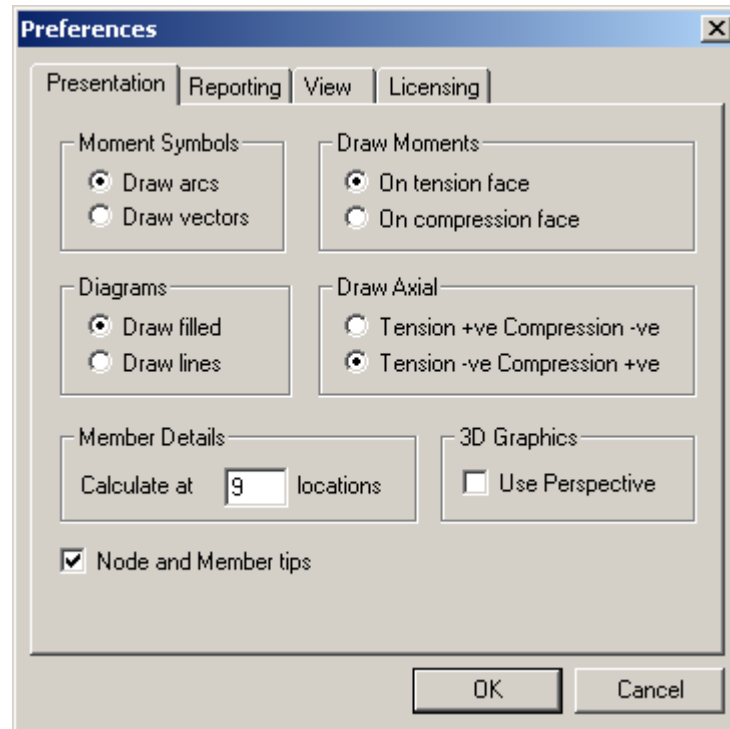 Preferences
Presentation Reporting View Licensing
Moment Symbols
Draw arcs
Draw vectors
Draw Moments
On tension face
On compression face
Diagrams
Draw filled
Draw lines
Draw Axial
Tension +ve Compression -ve
Tension -ve Compression +ve
Member Details
Calculate at 9 locations
3D Graphics
Use Perspective
Node and Member tips
OK Cancel